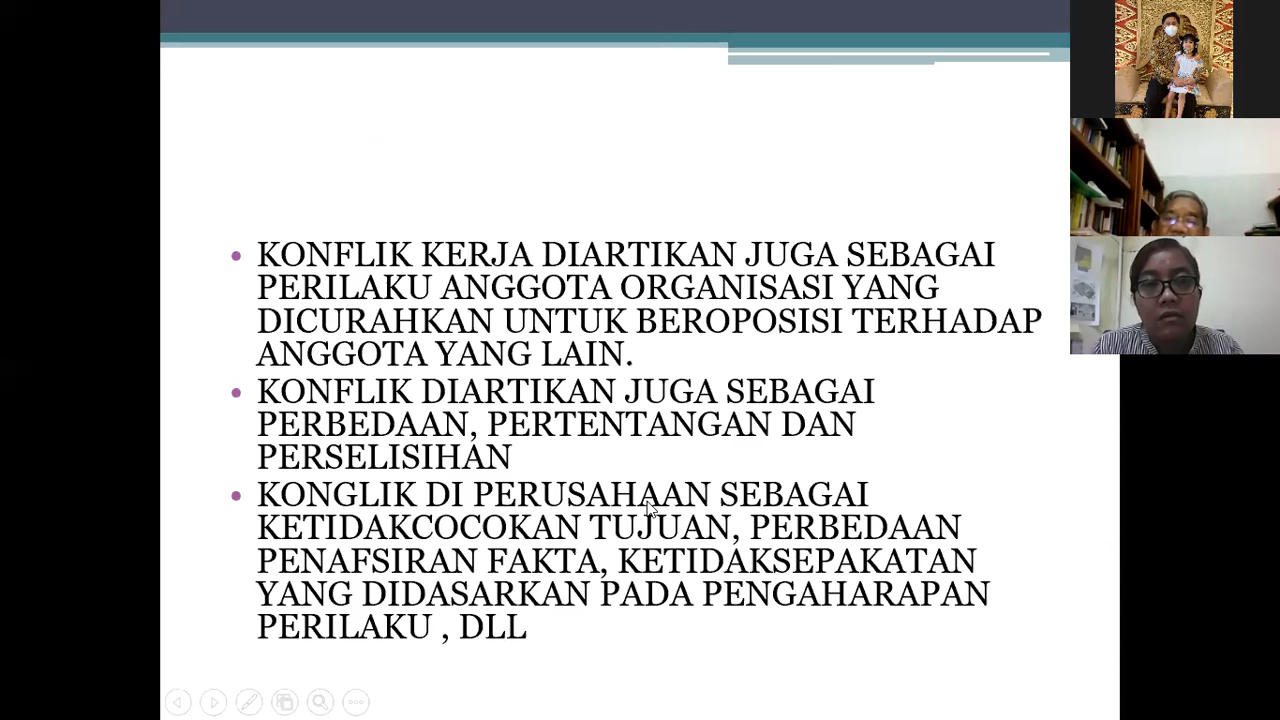 • KONFLIK KERJA DIARTIKAN JUGA SEBAGAI
PERILAKU ANGGOTA ORGANISASI YANG
DICURAHKAN UNTUK BEROPOSISI TERHADAP
ANGGOTA YANG LAIN.
• KONFLIK DIARTIKAN JUGA SEBAGAI
PERBEDAAN, PERTENTANGAN DAN
PERSELISIHAN
• KONGLIK DI PERUSAHAAN SEBAGAI
KETIDAKCOCOKAN TUJUAN, PERBEDAAN
PENAFSIRAN FAKTA, KETIDAKSEPAKATAN
YANG DIDASARKAN PADA PENGAHARAPAN
PERILAKU , DLL